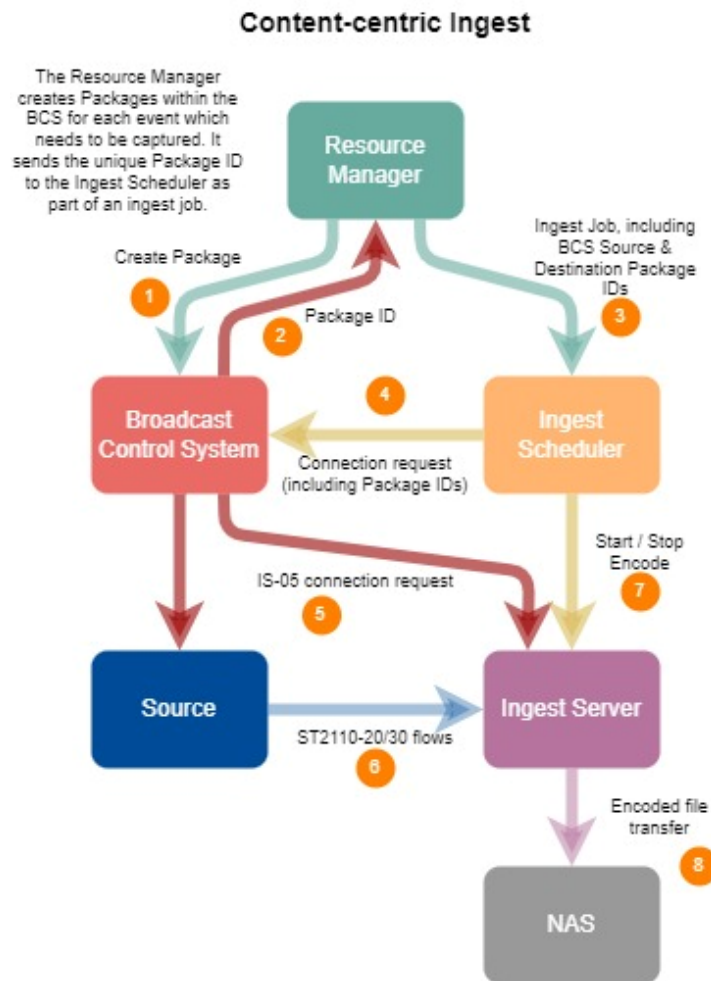 Content-centric Ingest
The Resource Manager
creates Packages within the
BCS for each event which
needs to be captured. It
sends the unique Package ID
to the Ingest Scheduler as
part of an ingest job.
Resource
Manager
Create Package
1
2
Package ID
Ingest Job, including
BCS Source &
Destination Package
IDs
3
Broadcast
Control System
4
Connection request
(including Package IDs)
Ingest
Scheduler
IS-05 connection request
5
Start / Stop
Encode
7
Source
ST2110-20/30 flows
6
Ingest Server
Encoded file
transfer
8
NAS